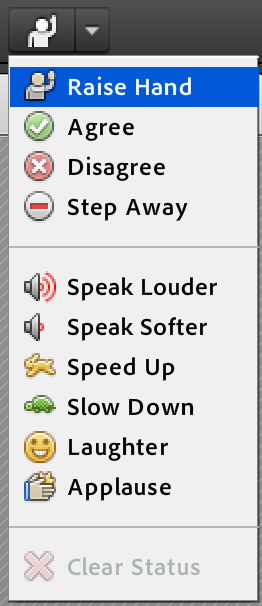 Raise Hand
Agree
Disagree
Step Away
Speak Louder
Speak Softer
Speed Up
Slow Down
Laughter
Applause
Clear Status